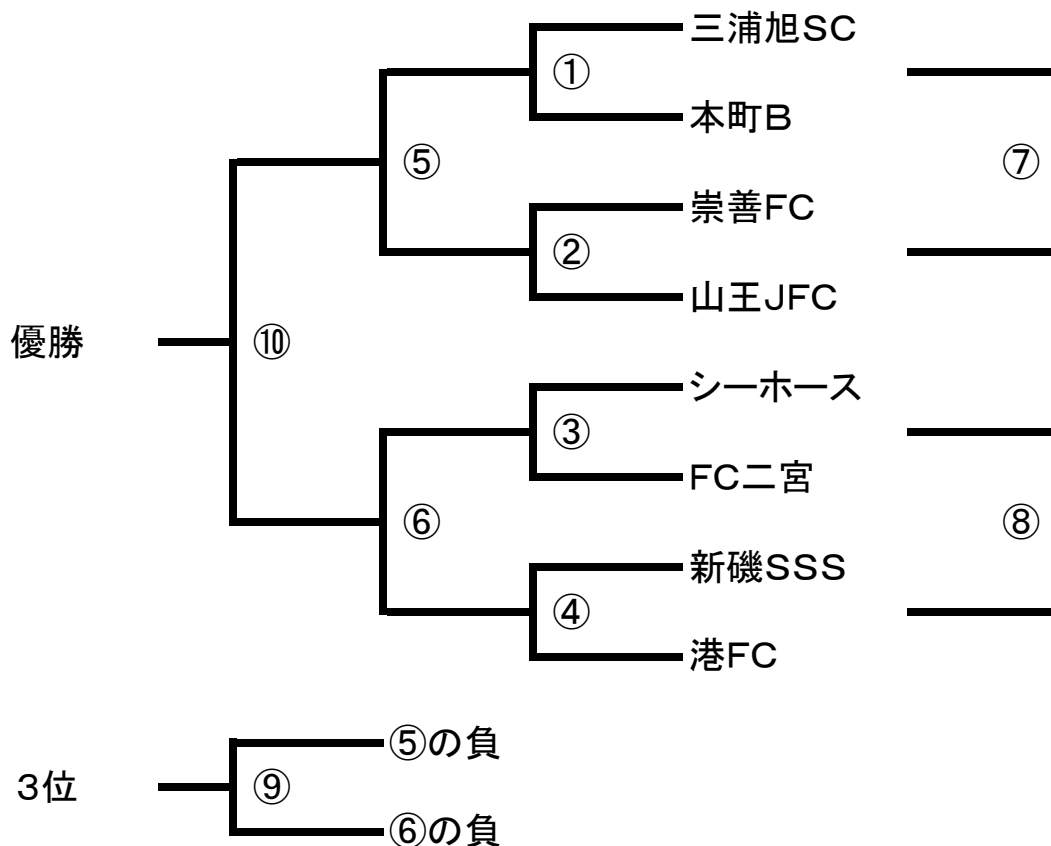 三浦旭SC
①
本町B
⑤
⑦
崇善FC
②
山王JFC
優勝
⑩
シーホース
③
FC二宮
⑥
⑧
新磯SSS
④
港FC
⑤の負
3位
⑨
⑥の負